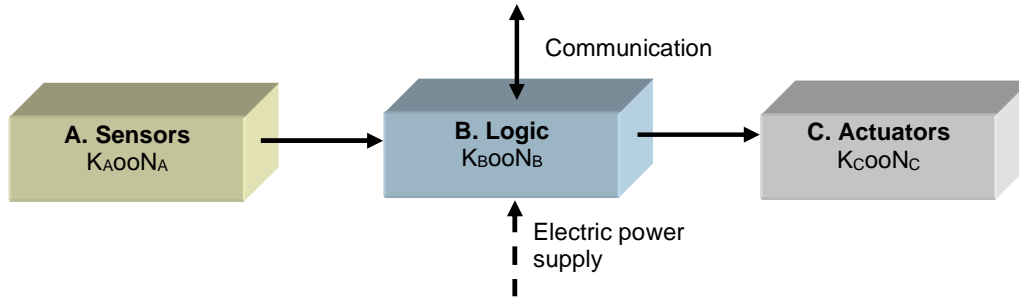 Communication
A. Sensors
KAooNA
B. Logic
KBooNB
C. Actuators
KCooNC
Electric power
supply